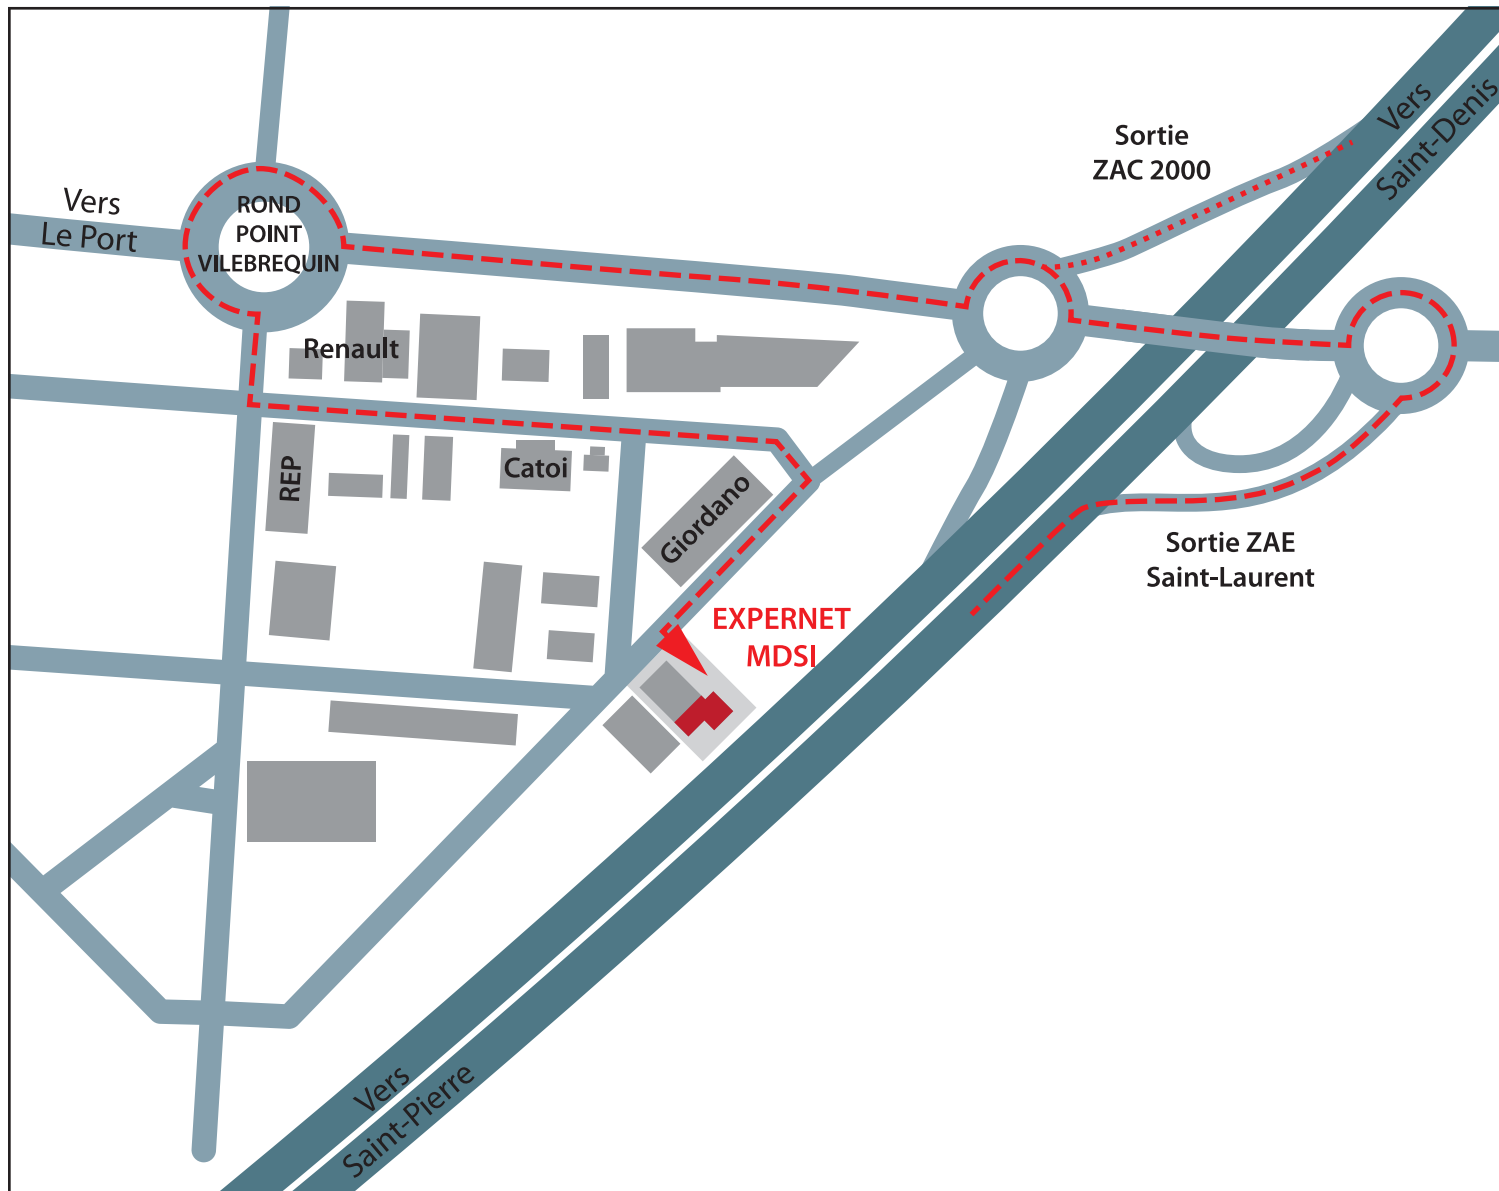 Vers
Saint-Denis
Sortie
ZAC 2000
Vers
Le Port
ROND
POINT
VILEBREQUIN
Renault
REP
Catoi
Giordano
Sortie ZAE
Saint-Laurent
EXPERNET
MDSI
Vers
Saint-Pierre